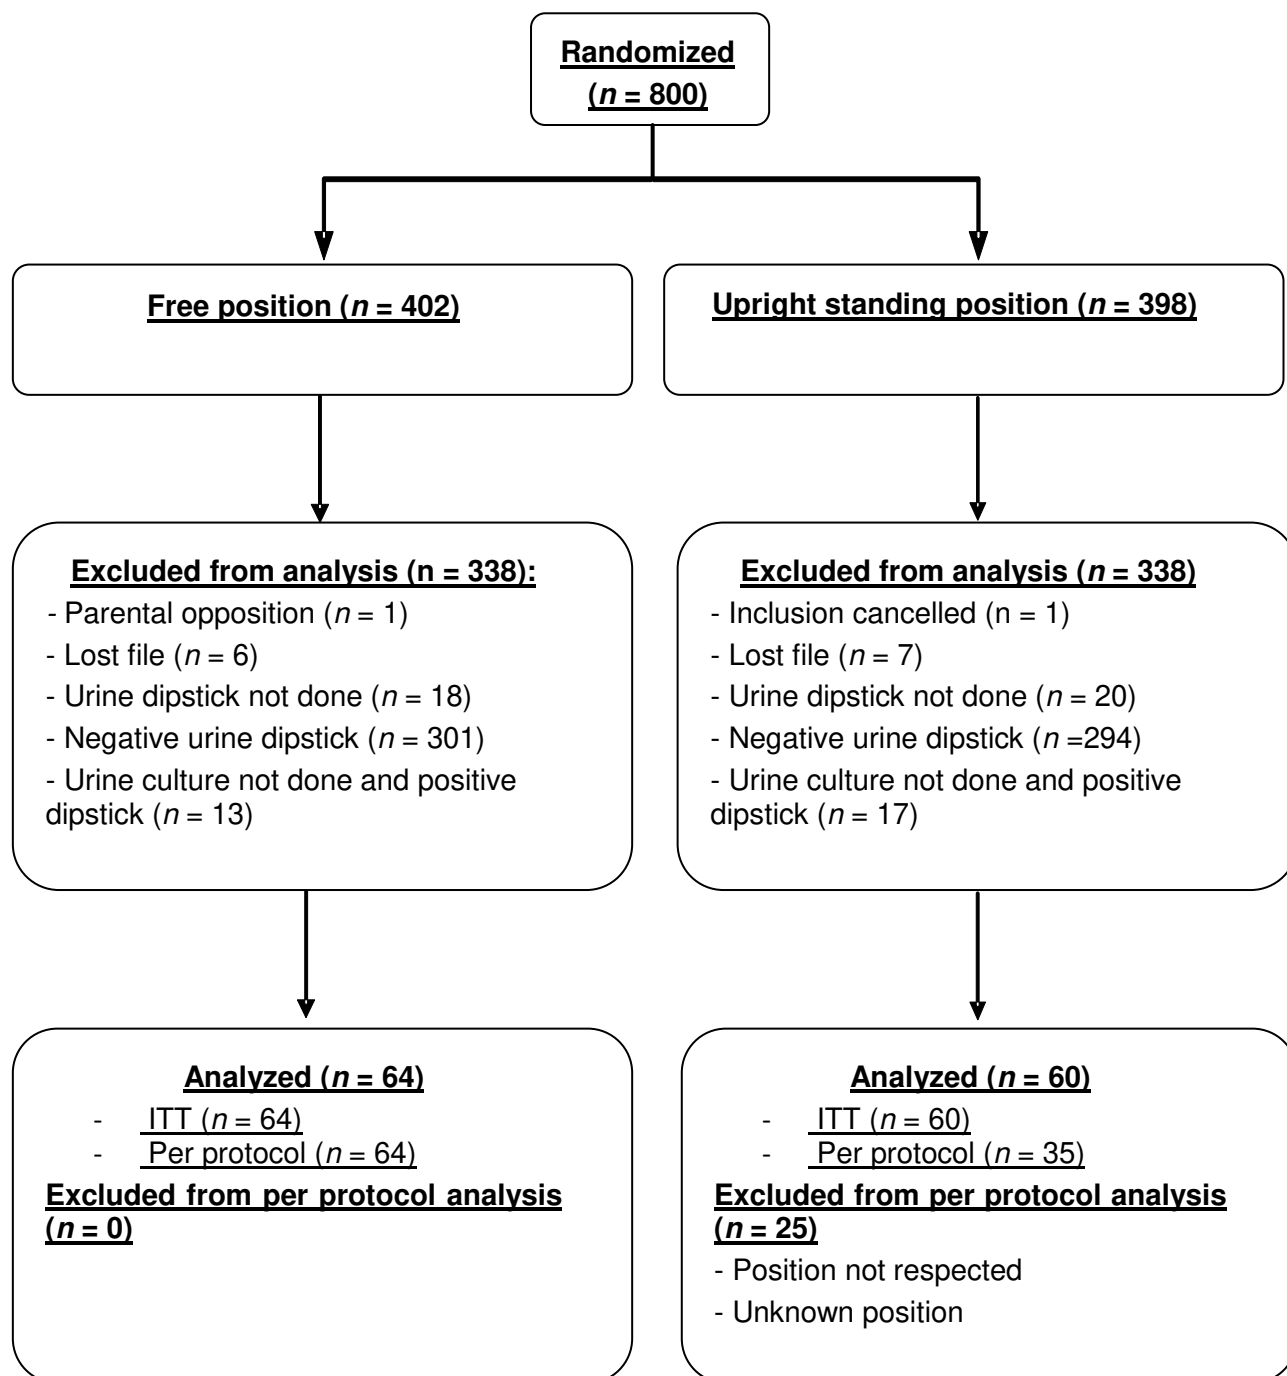 Randomized
(n = 800)
Free position (n = 402)
Upright standing position (n = 398)
Excluded from analysis (n = 338):
- Parental opposition (n = 1)
- Lost file (n = 6)
- Urine dipstick not done (n = 18)
- Negative urine dipstick (n = 301)
- Urine culture not done and positive
dipstick (n = 13)
Excluded from analysis (n = 338)
- Inclusion cancelled (n = 1)
- Lost file (n = 7)
- Urine dipstick not done (n = 20)
- Negative urine dipstick (n =294)
- Urine culture not done and positive
dipstick (n = 17)
Analyzed (n = 64)
- ITT (n = 64)
- Per protocol (n = 64)
Excluded from per protocol analysis
(n = 0)
Analyzed (n = 60)
- ITT (n = 60)
- Per protocol (n = 35)
Excluded from per protocol analysis
(n = 25)
- Position not respected
- Unknown position